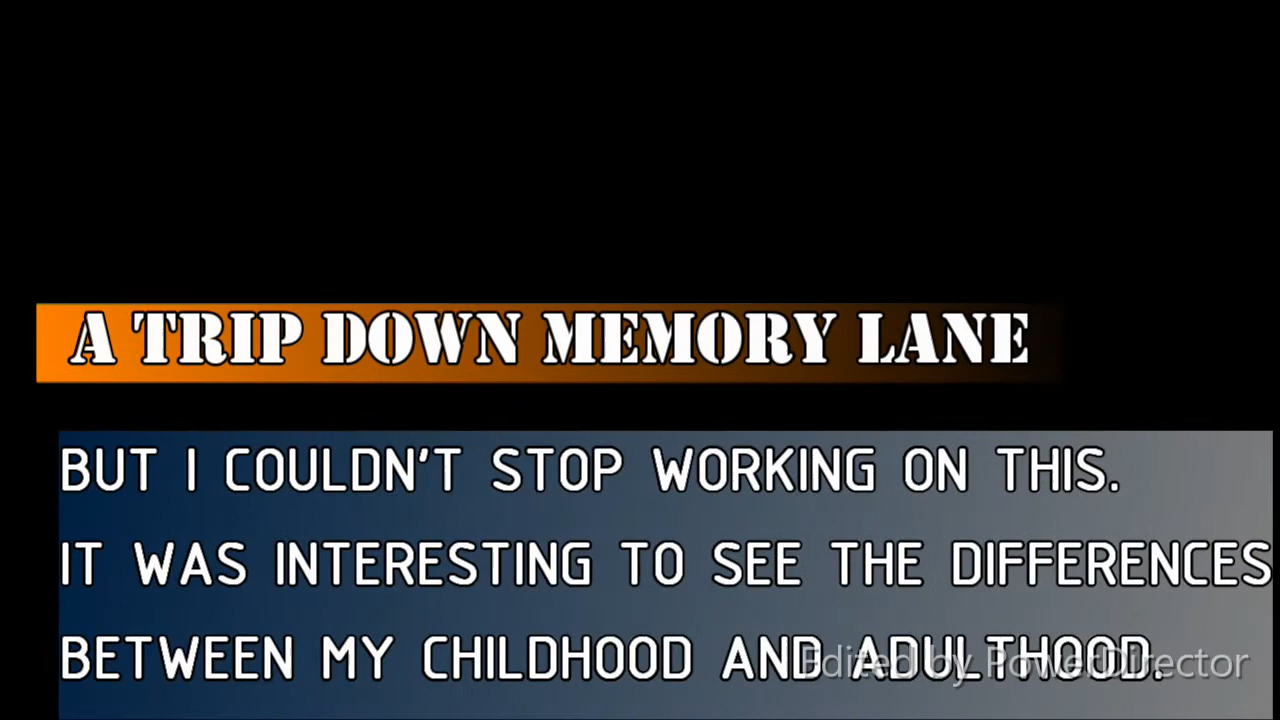 A TRIP DOWN MEMORY LANE
BUT I COULDN'T STOP WORKING ON THIS.
IT WAS INTERESTING TO SEE THE DIFFERENCES
BETWEEN MY CHILDHOOD AND ADULTHOOD.
Edited by PowerDirector